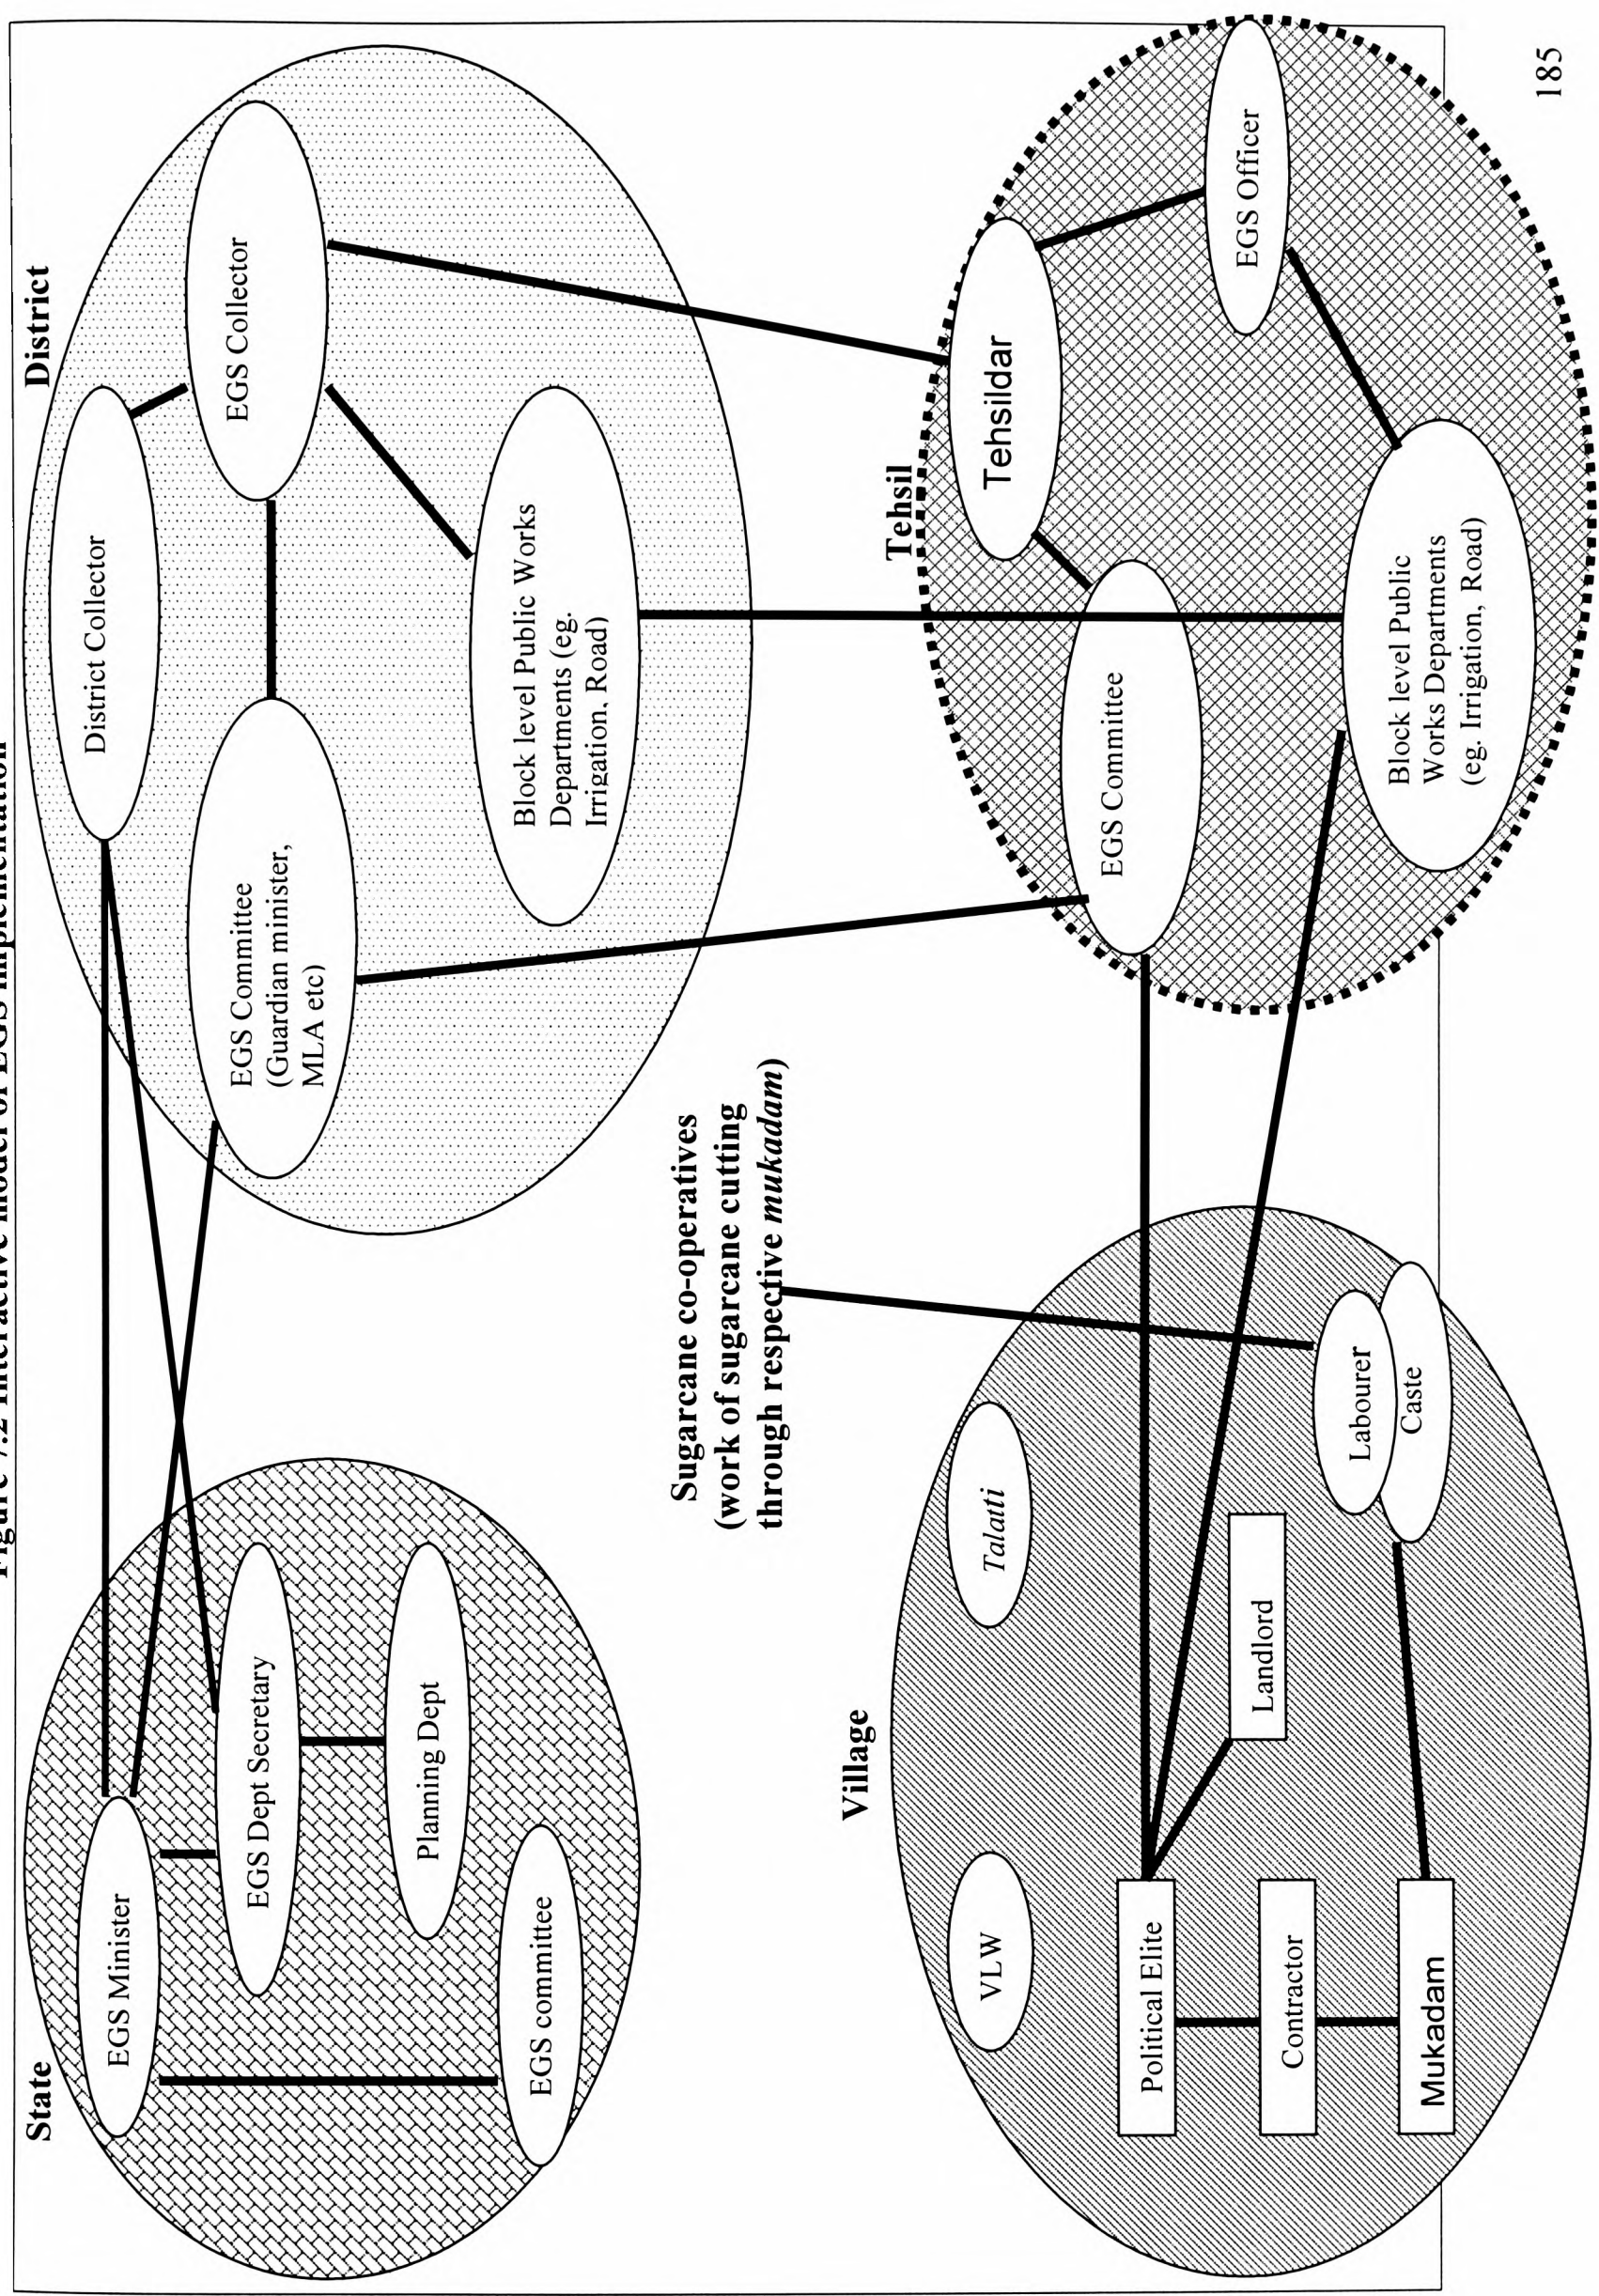 Figure 7.2 Interactive model of EGS implementation
State
EGS Minister
EGS Dept Secretary
Planning Dept
EGS committee
District
District Collector
EGS Collector
EGS Committee
(Guardian minister,
MLA etc)
Block level Public Works
Departments (eg.
Irrigation, Road)
Sugarcane co-operatives
(work of sugarcane cutting
through respective mukadam)
Village
VLW
Talatti
Political Elite
Landlord
Contractor
Labourer
Caste
Mukadam
Tehsil
Tehsildar
EGS Committee
EGS Officer
Block level Public
Works Departments
(eg. Irrigation, Road)
185